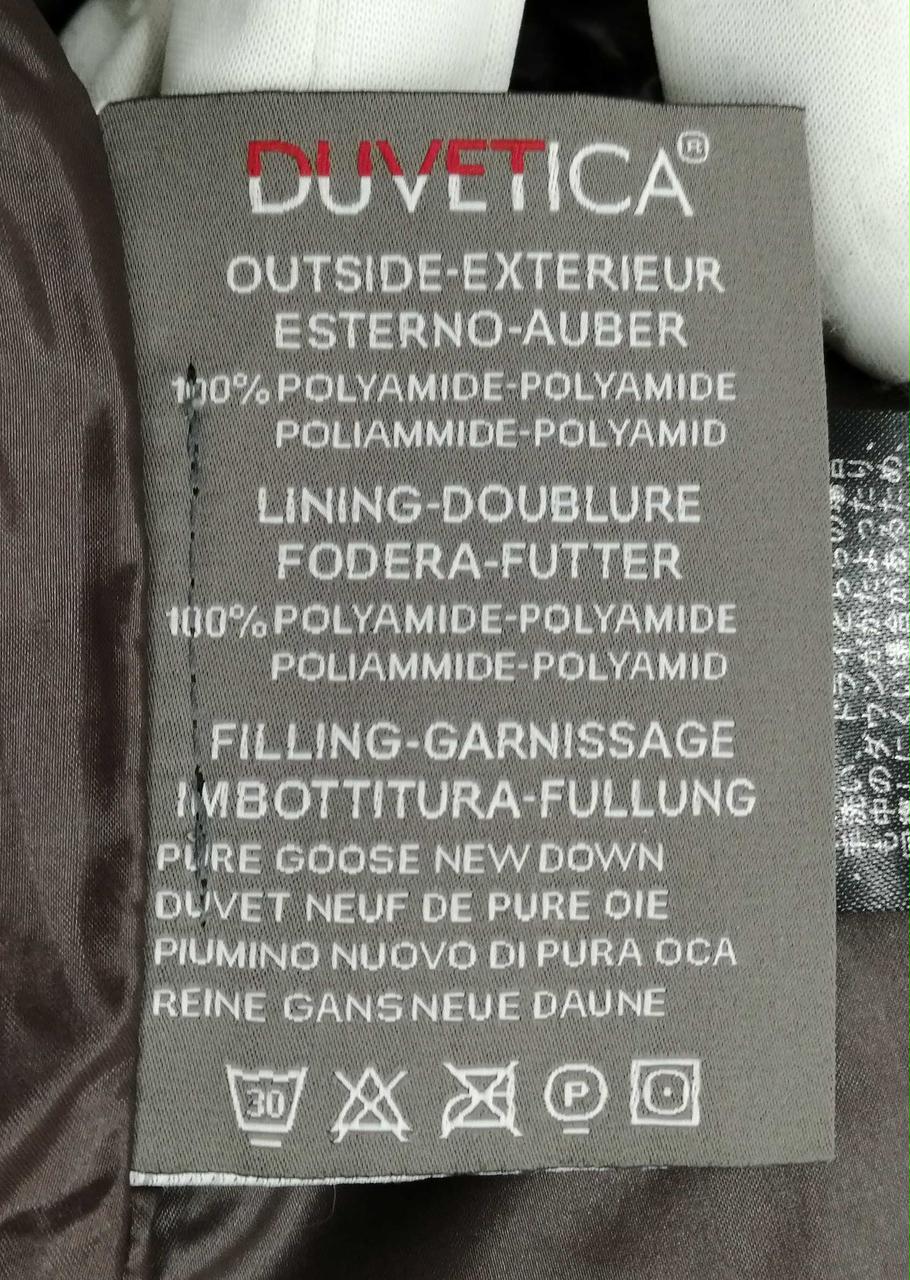 DUVETICA®
OUTSIDE-EXTERIEUR
ESTERNO-AUBER
100% POLYAMIDE-POLYAMIDE
POLIAMMIDE-POLYAMID
LINING-DOUBLURE
FODERA-FUTTER
100% POLYAMIDE-POLYAMIDE
POLIAMMIDE-POLYAMID
FILLING-GARNISSAGE
IMBOTTITURA-FULLUNG
PURE GOOSE NEW DOWN
DUVET NEUF DE PURE OIE
PIUMINO NUOVO DI PURA OCA
REINE GANS NEUE DAUNE
30 P